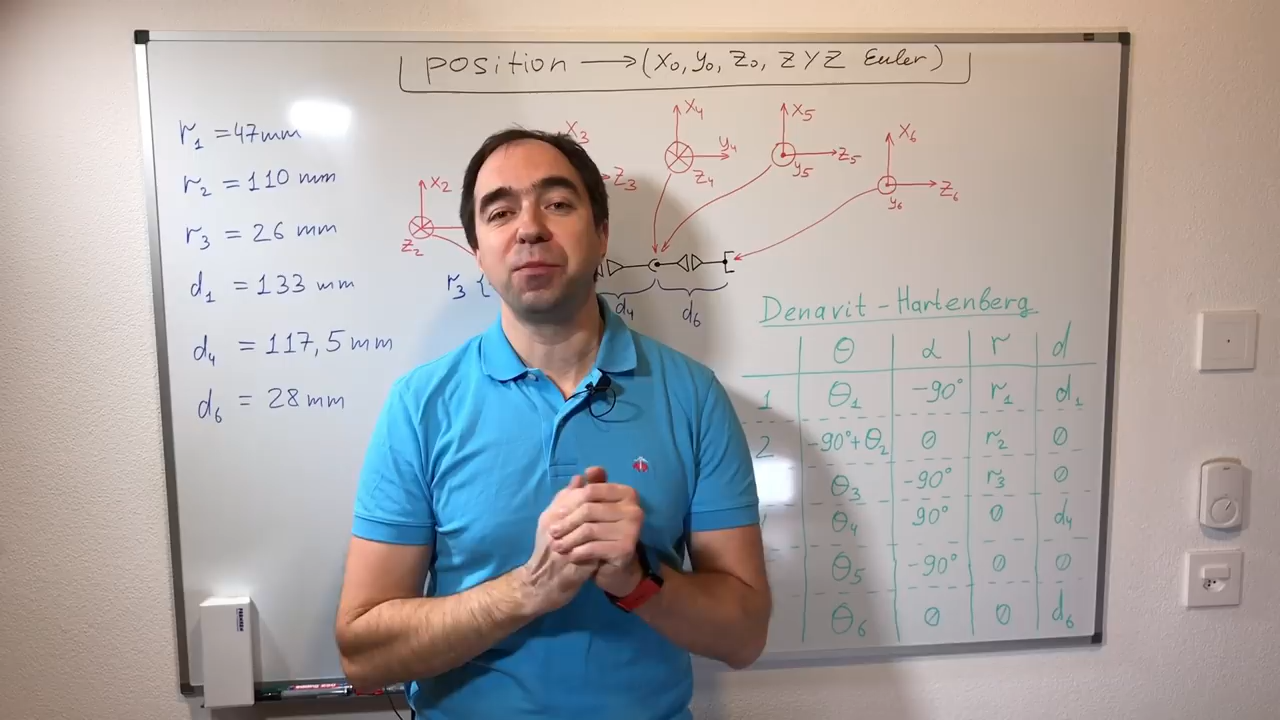 position → (x₀, y₀, z₀, ZYZ Euler)
r₁ = 47mm
r₂ = 110 mm
r₃ = 26 mm
d₁ = 133 mm
d₄ = 117,5 mm
d₆ = 28 mm
x₂
z₂
x₃
z₃
x₄
y₄
z₄
x₅
z₅
y₅
x₆
z₆
y₆
r₃ {
d₄
d₆
Denavit - Hartenberg
θ α r d
1 θ₁ -90° r₁ d₁
2 -90°+θ₂ 0 r₂ 0
θ₃ -90° r₃ 0
θ₄ 90° 0 d₄
θ₅ -90° 0 0
θ₆ 0 0 d₆